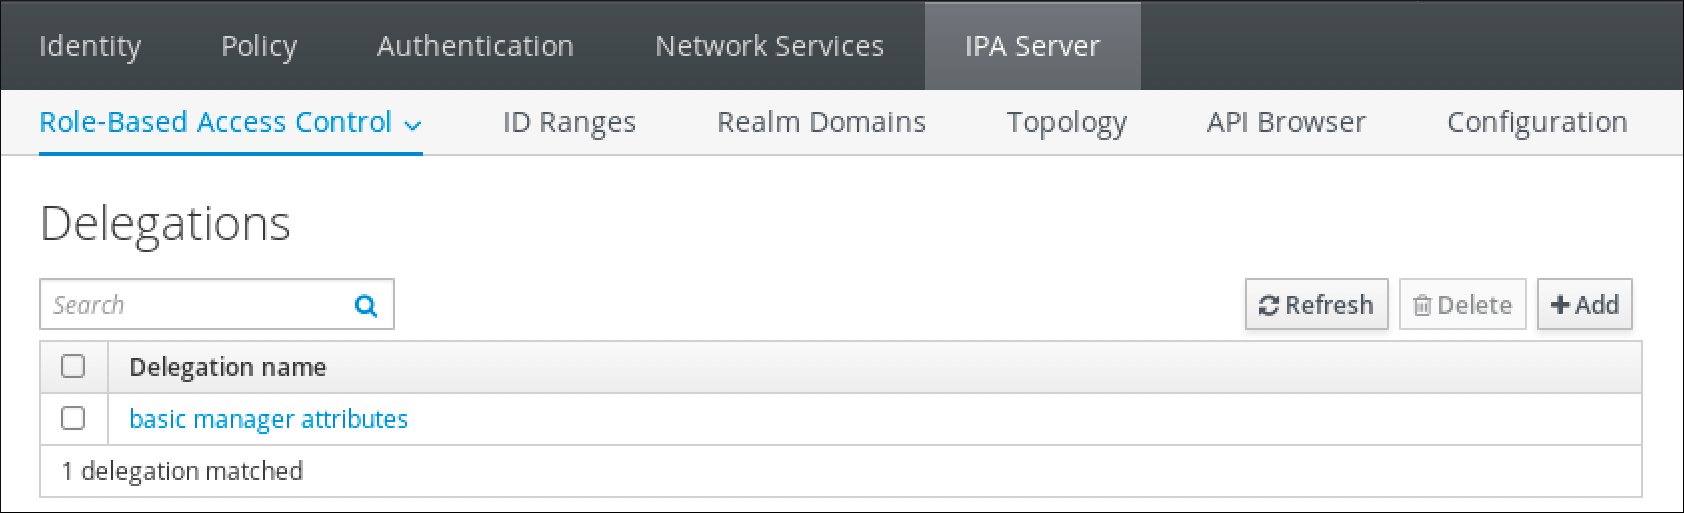 Identity Policy Authentication Network Services IPA Server
Role-Based Access Control ID Ranges Realm Domains Topology API Browser Configuration
Delegations
Search Refresh Delete Add
Delegation name
basic manager attributes
1 delegation matched